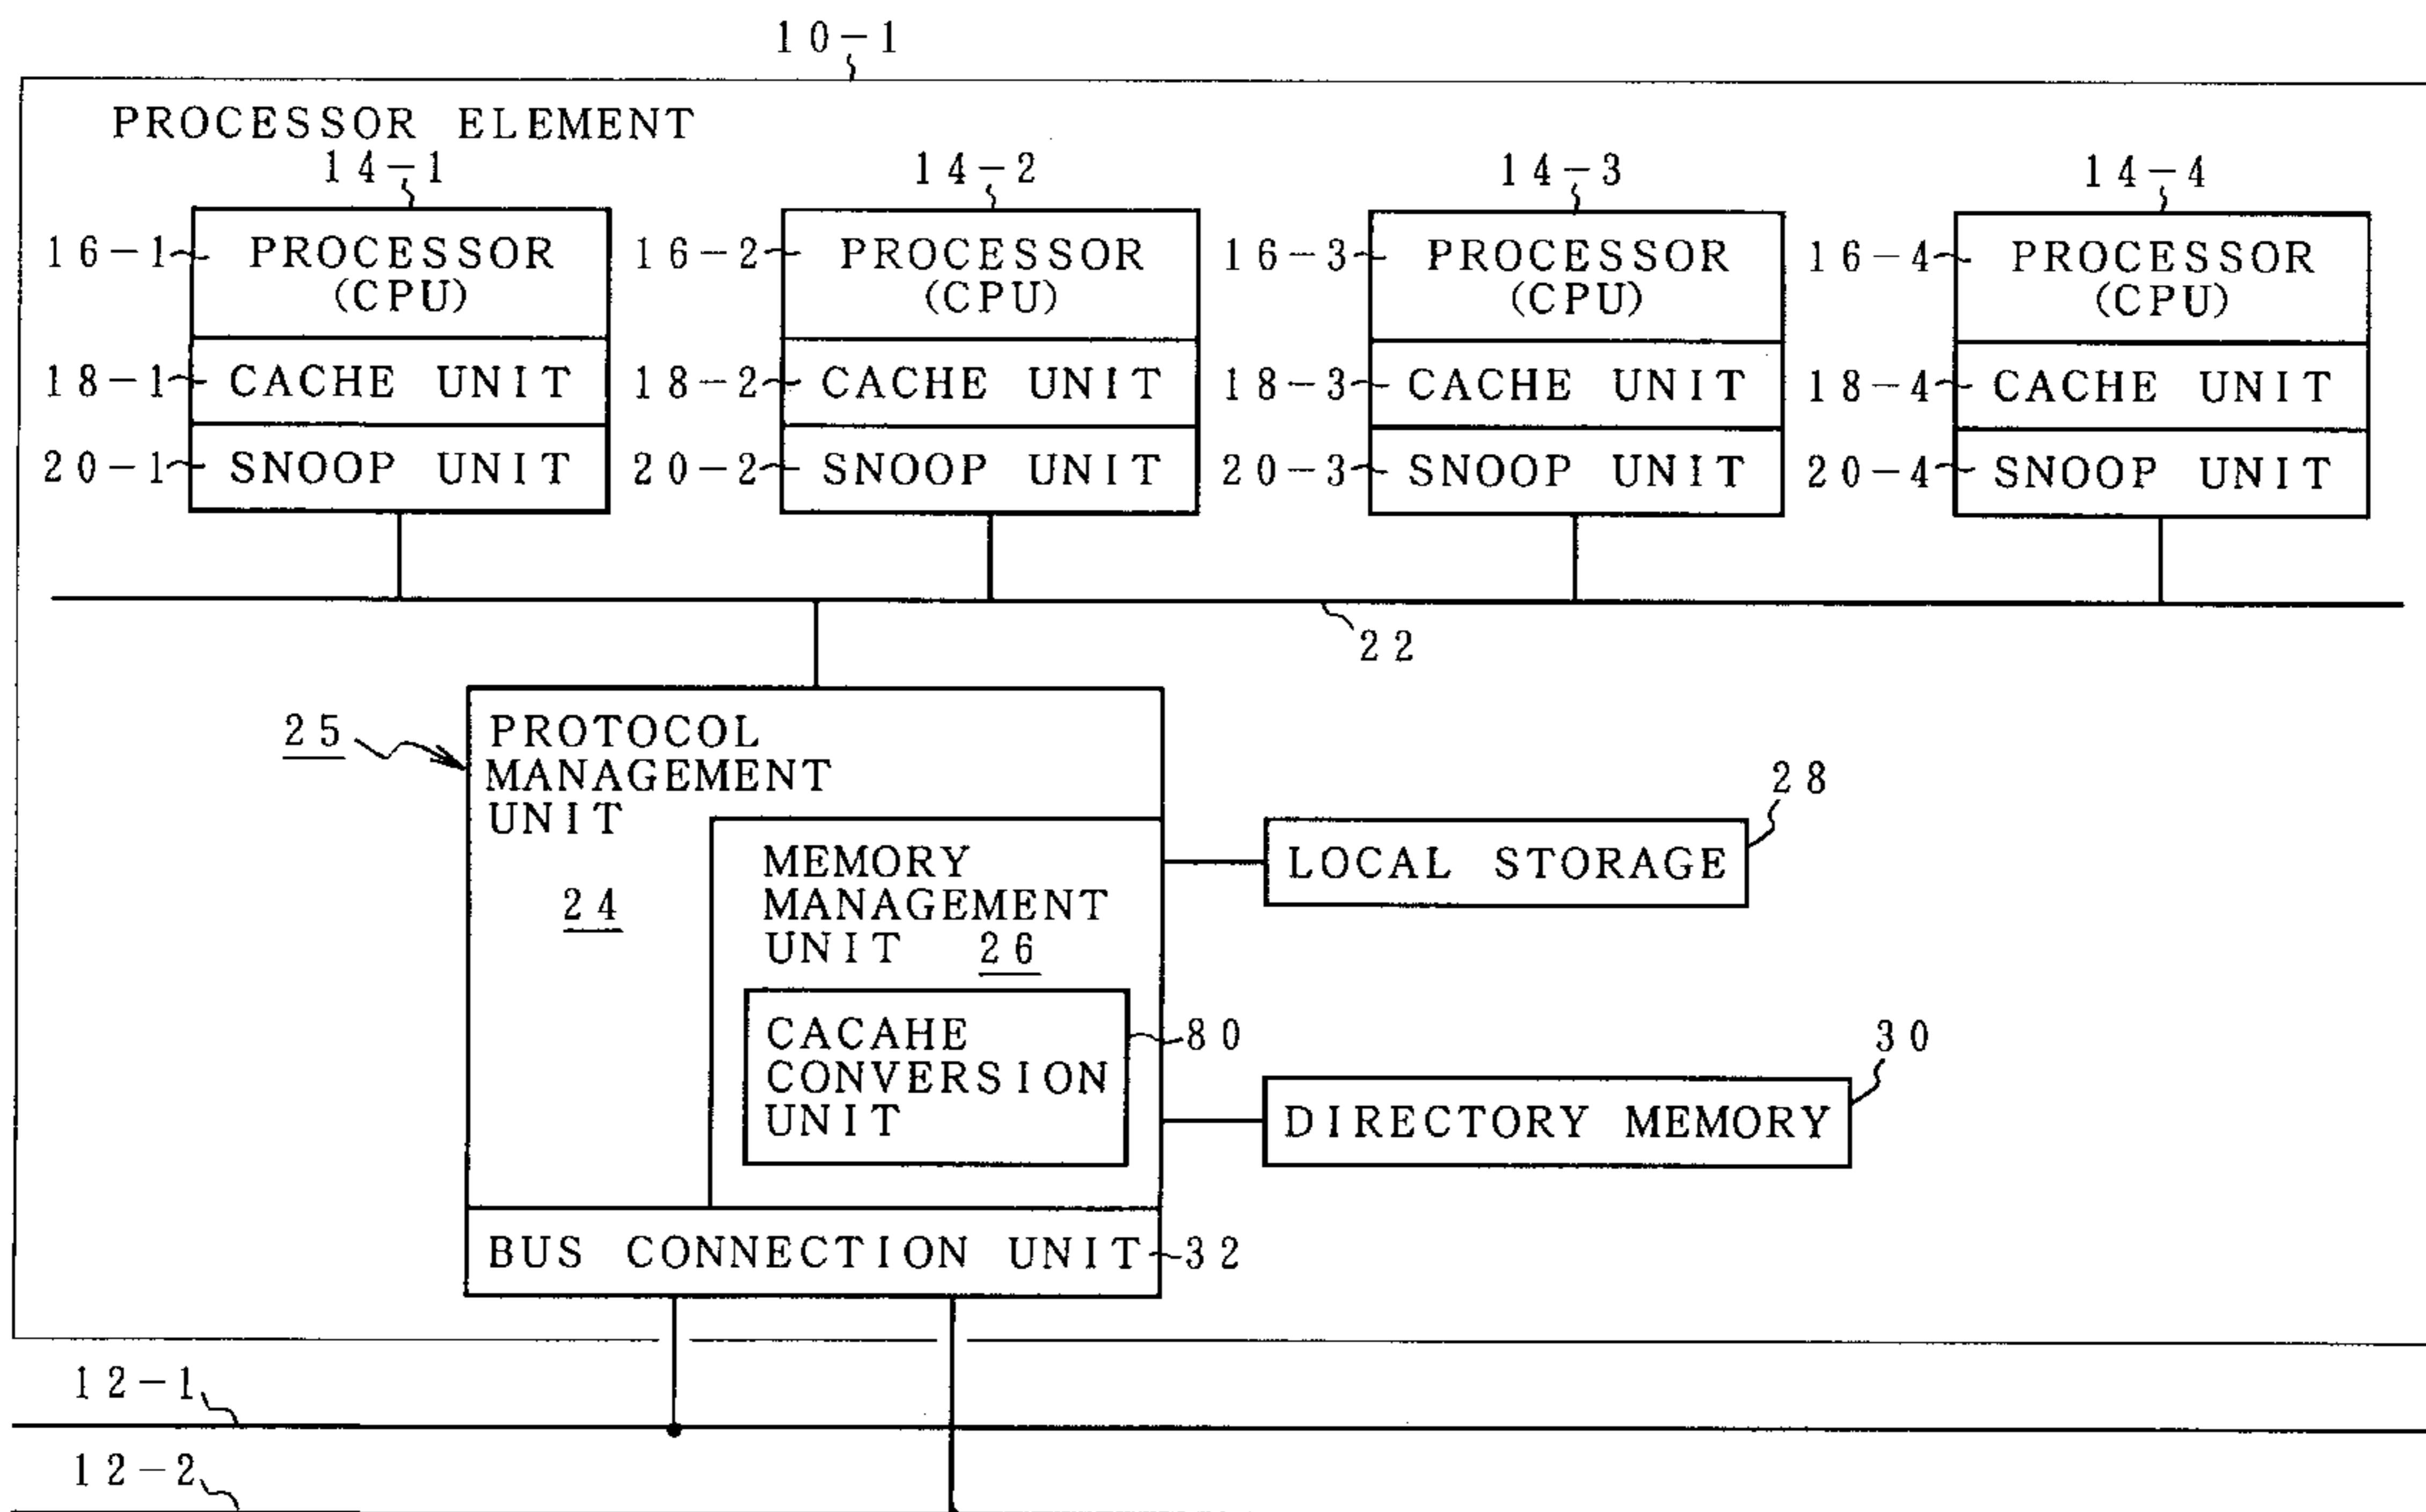 10-1
PROCESSOR ELEMENT
14-1
14-2
14-3
14-4
16-1
PROCESSOR
(CPU)
16-2
PROCESSOR
(CPU)
16-3
PROCESSOR
(CPU)
16-4
PROCESSOR
(CPU)
18-1
CACHE UNIT
18-2
CACHE UNIT
18-3
CACHE UNIT
18-4
CACHE UNIT
20-1
SNOOP UNIT
20-2
SNOOP UNIT
20-3
SNOOP UNIT
20-4
SNOOP UNIT
22
25
PROTOCOL
MANAGEMENT
UNIT
24
MEMORY
MANAGEMENT
UNIT 26
28
LOCAL STORAGE
CACAHE
CONVERSION
UNIT
80
30
DIRECTORY MEMORY
BUS CONNECTION UNIT
32
12-1
12-2